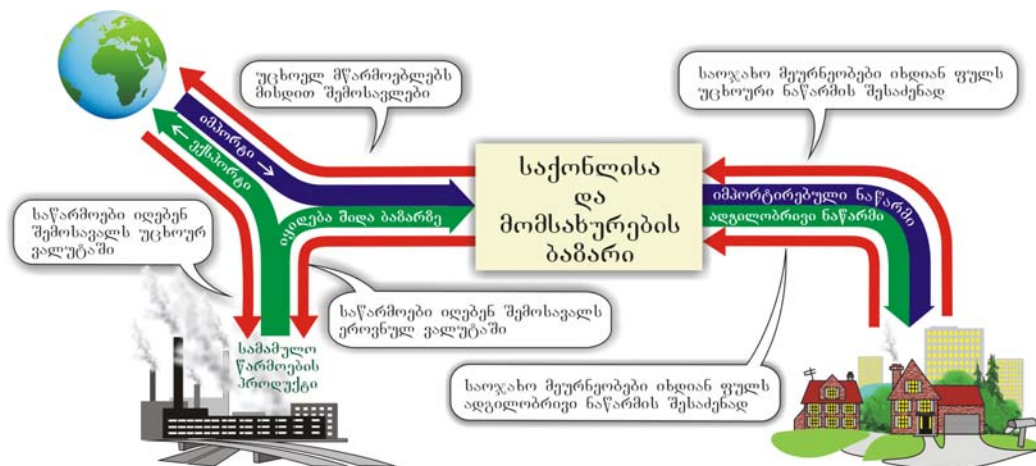 უცხოელ მწარმოებლებს
მისდით შემოსავლები
საოჯახო მეურნეობები იხდიან ფულს
უცხოური ნაწარმის შესაძენად
იმპორტი →
← ექსპორტი
იყიდება შიდა ბაზარზე
საქონლისა
და
მომსახურების
ბაზარი
იმპორტირებული ნაწარმი
ადგილობრივი ნაწარმი
საწარმოები იღებენ
შემოსავალს უცხოურ
ვალუტაში
საწარმოები იღებენ შემოსავალს
ეროვნულ ვალუტაში
სამამულო
წარმოების
პროდუქტი
საოჯახო მეურნეობები იხდიან ფულს
ადგილობრივი ნაწარმის შესაძენად